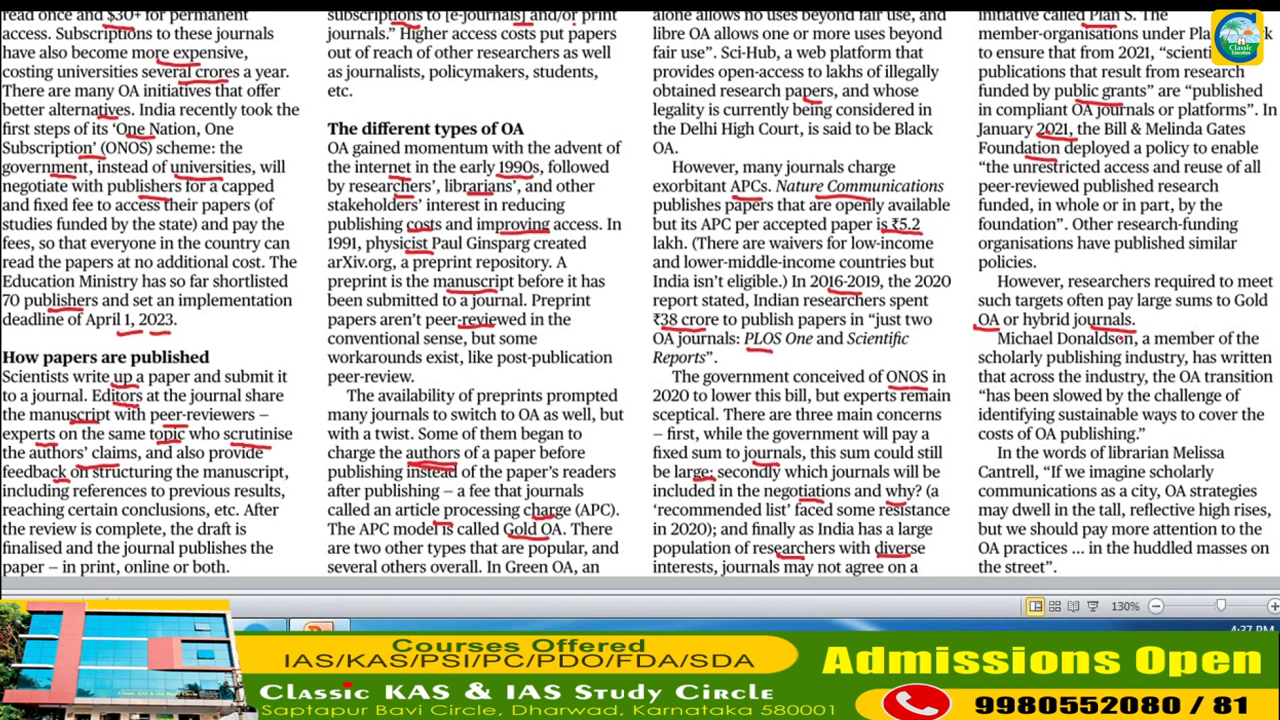 read once and $30+ for permanent
access. Subscriptions to these journals
have also become more expensive,
costing universities several crores a year.
There are many OA initiatives that offer
better alternatives. India recently took the
first steps of its ‘One Nation, One
Subscription’ (ONOS) scheme: the
government, instead of universities, will
negotiate with publishers for a capped
and fixed fee to access their papers (of
studies funded by the state) and pay the
fees, so that everyone in the country can
read the papers at no additional cost. The
Education Ministry has so far shortlisted
70 publishers and set an implementation
deadline of April 1, 2023.
How papers are published
Scientists write up a paper and submit it
to a journal. Editors at the journal share
the manuscript with peer-reviewers —
experts on the same topic who scrutinise
the authors’ claims, and also provide
feedback on structuring the manuscript,
including references to previous results,
reaching certain conclusions, etc. After
the review is complete, the draft is
finalised and the journal publishes the
paper — in print, online or both.
subscriptions to [e-journals] and/or print
journals.” Higher access costs put papers
out of reach of other researchers as well
as journalists, policymakers, students,
etc.
The different types of OA
OA gained momentum with the advent of
the internet in the early 1990s, followed
by researchers’, librarians’, and other
stakeholders’ interest in reducing
publishing costs and improving access. In
1991, physicist Paul Ginsparg created
arXiv.org, a preprint repository. A
preprint is the manuscript before it has
been submitted to a journal. Preprint
papers aren’t peer-reviewed in the
conventional sense, but some
workarounds exist, like post-publication
peer-review.
The availability of preprints prompted
many journals to switch to OA as well, but
with a twist. Some of them began to
charge the authors of a paper before
publishing instead of the paper’s readers
after publishing — a fee that journals
called an article processing charge (APC).
The APC model is called Gold OA. There
are two other types that are popular, and
several others overall. In Green OA, an
alone allows no uses beyond fair use, and
libre OA allows one or more uses beyond
fair use”. Sci-Hub, a web platform that
provides open-access to lakhs of illegally
obtained research papers, and whose
legality is currently being considered in
the Delhi High Court, is said to be Black
OA.
However, many journals charge
exorbitant APCs. Nature Communications
publishes papers that are openly available
but its APC per accepted paper is ₹5.2
lakh. (There are waivers for low-income
and lower-middle-income countries but
India isn’t eligible.) In 2016-2019, the 2020
report stated, Indian researchers spent
₹38 crore to publish papers in “just two
OA journals: PLOS One and Scientific
Reports”.
The government conceived of ONOS in
2020 to lower this bill, but experts remain
sceptical. There are three main concerns
— first, while the government will pay a
fixed sum to journals, this sum could still
be large; secondly which journals will be
included in the negotiations and why? (a
‘recommended list’ faced some resistance
in 2020); and finally as India has a large
population of researchers with diverse
interests, journals may not agree on a
initiative called Plan S. The
member-organisations under Pla k
to ensure that from 2021, “scienti
publications that result from research
funded by public grants” are “published
in compliant OA journals or platforms”. In
January 2021, the Bill & Melinda Gates
Foundation deployed a policy to enable
“the unrestricted access and reuse of all
peer-reviewed published research
funded, in whole or in part, by the
foundation”. Other research-funding
organisations have published similar
policies.
However, researchers required to meet
such targets often pay large sums to Gold
OA or hybrid journals.
Michael Donaldson, a member of the
scholarly publishing industry, has written
that across the industry, the OA transition
“has been slowed by the challenge of
identifying sustainable ways to cover the
costs of OA publishing.”
In the words of librarian Melissa
Cantrell, “If we imagine scholarly
communications as a city, OA strategies
may dwell in the tall, reflective high rises,
but we should pay more attention to the
OA practices ... in the huddled masses on
the street”.
Classic
Education
130%
4:37 PM
Courses Offered
IAS/KAS/PSI/PC/PDO/FDA/SDA
Classic KAS & IAS Study Circle
Saptapur Bavi Circle, Dharwad, Karnataka 580001
Admissions Open
9980552080 / 81